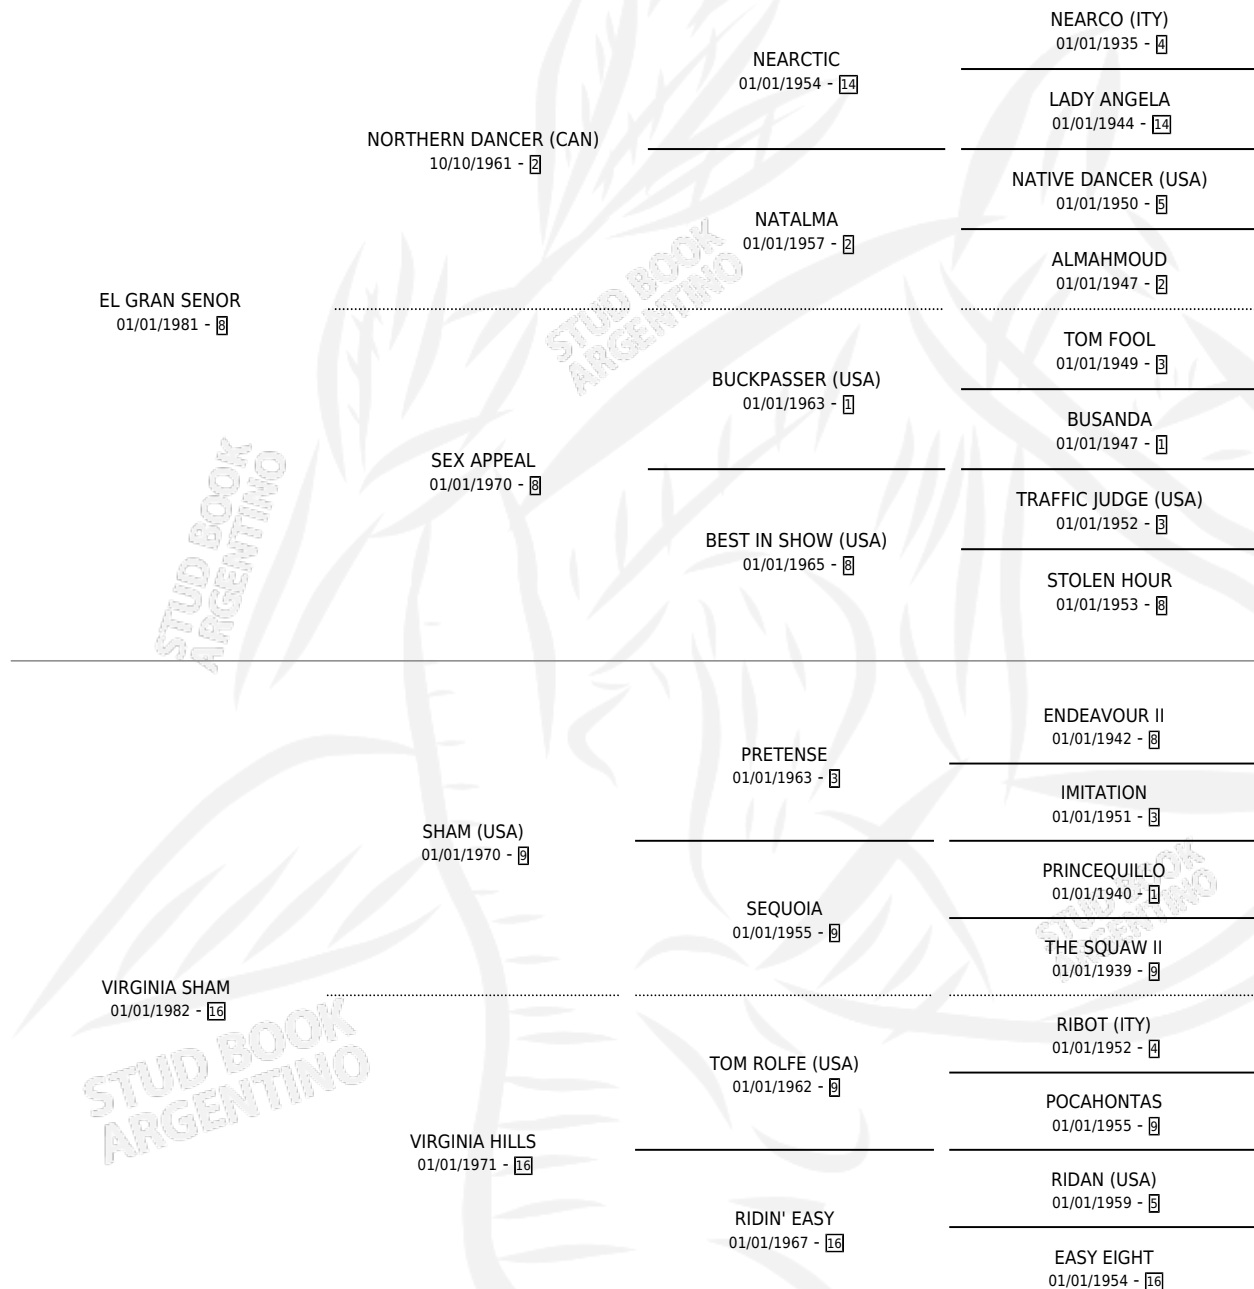 NEARCO (ITY)
01/01/1935 - 4
NEARCTIC
01/01/1954 - 14
LADY ANGELA
01/01/1944 - 14
NORTHERN DANCER (CAN)
10/10/1961 - 2
NATIVE DANCER (USA)
01/01/1950 - 5
NATALMA
01/01/1957 - 2
ALMAHMOUD
01/01/1947 - 2
EL GRAN SENOR
01/01/1981 - 8
TOM FOOL
01/01/1949 - 3
BUCKPASSER (USA)
01/01/1963 - 1
BUSANDA
01/01/1947 - 1
SEX APPEAL
01/01/1970 - 8
TRAFFIC JUDGE (USA)
01/01/1952 - 3
BEST IN SHOW (USA)
01/01/1965 - 8
STOLEN HOUR
01/01/1953 - 8
ENDEAVOUR II
01/01/1942 - 8
PRETENSE
01/01/1963 - 3
IMITATION
01/01/1951 - 3
SHAM (USA)
01/01/1970 - 9
PRINCEQUILLO
01/01/1940 - 1
SEQUOIA
01/01/1955 - 9
THE SQUAW II
01/01/1939 - 9
VIRGINIA SHAM
01/01/1982 - 16
RIBOT (ITY)
01/01/1952 - 4
TOM ROLFE (USA)
01/01/1962 - 9
POCAHONTAS
01/01/1955 - 9
VIRGINIA HILLS
01/01/1971 - 16
RIDAN (USA)
01/01/1959 - 5
RIDIN' EASY
01/01/1967 - 16
EASY EIGHT
01/01/1954 - 16
STUD BOOK
ARGENTINO
STUD BOOK
ARGENTINO
STUD BOOK
ARGENTINO
STUD BOOK
ARGENTINO